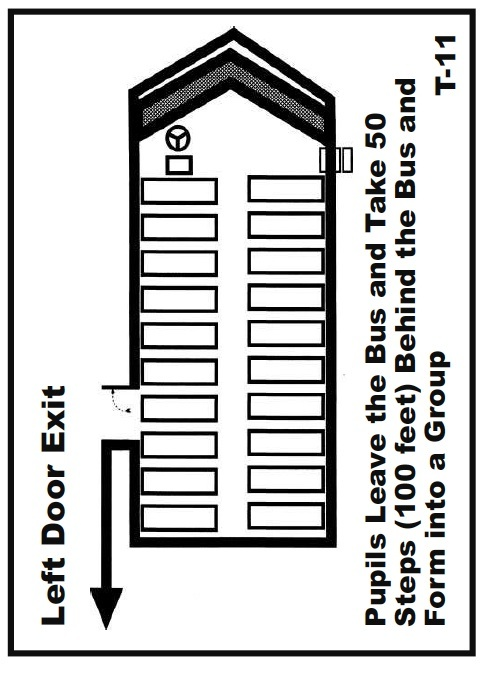 Left Door Exit
Pupils Leave the Bus and Take 50
Steps (100 feet) Behind the Bus and
Form into a Group
T-11